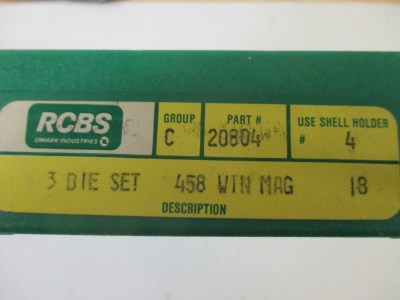 RCBS
OMARK INDUSTRIES
GROUP
C
PART #
20804
USE SHELL HOLDER
# 4
3 DIE SET 458 WIN MAG 18
DESCRIPTION